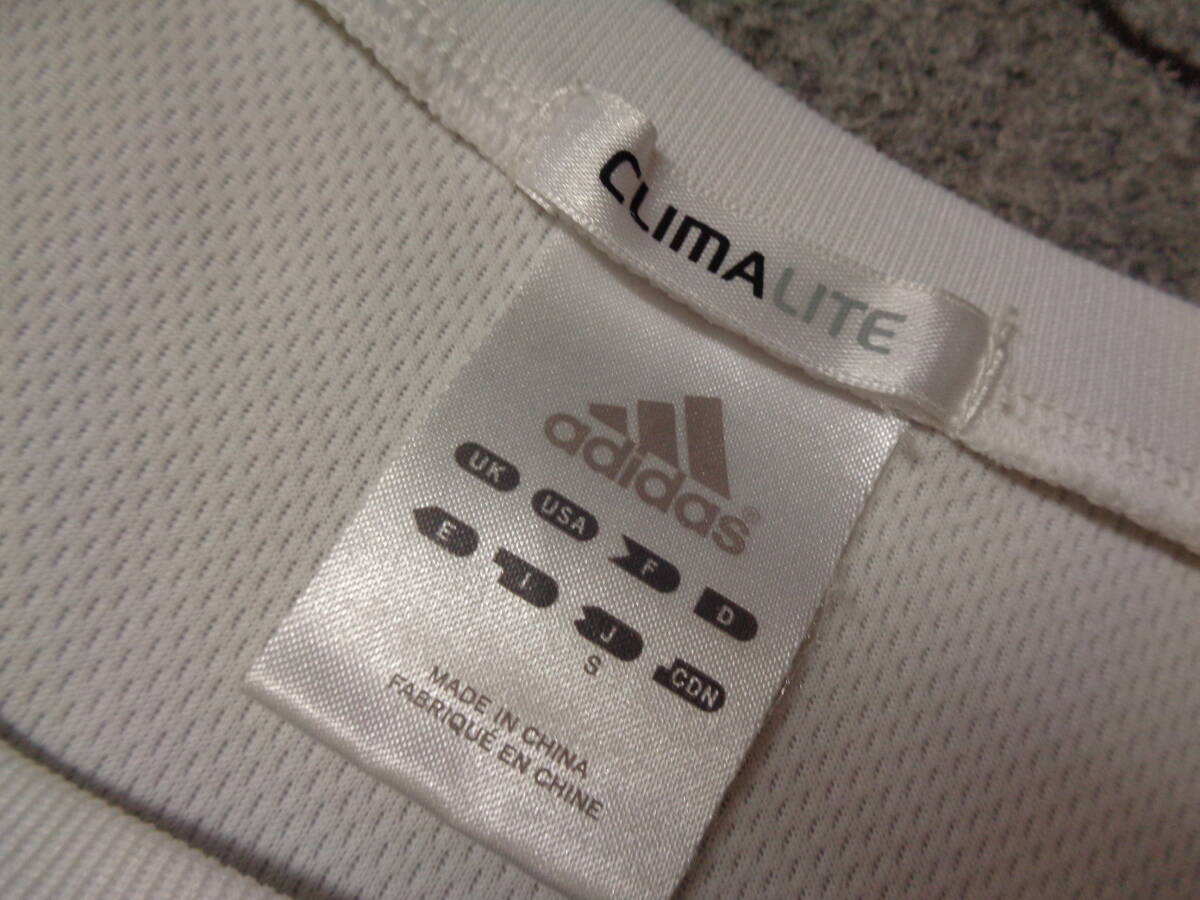 CLIMALITE
adidas®
UK USA F D
E I J CDN
S
MADE IN CHINA
FABRIQUÉ EN CHINE